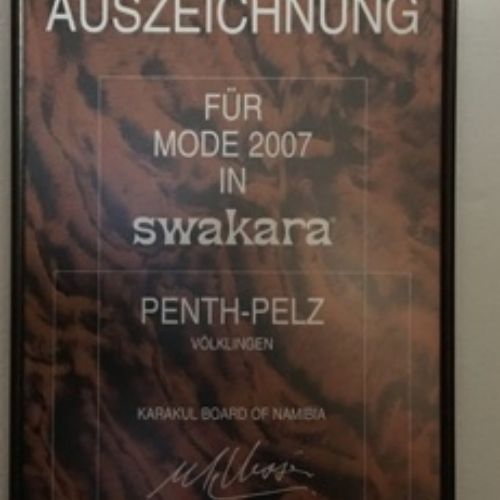 AUSZEICHNUNG
FÜR
MODE 2007
IN
swakara®
PENTH-PELZ
VÖLKLINGEN
KARAKUL BOARD OF NAMIBIA